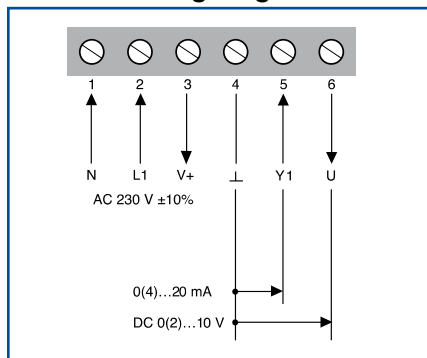 1 2 3 4 5 6
N L1 V+ ⊥ Y1 U
AC 230 V ±10%
0(4)...20 mA
DC 0(2)...10 V